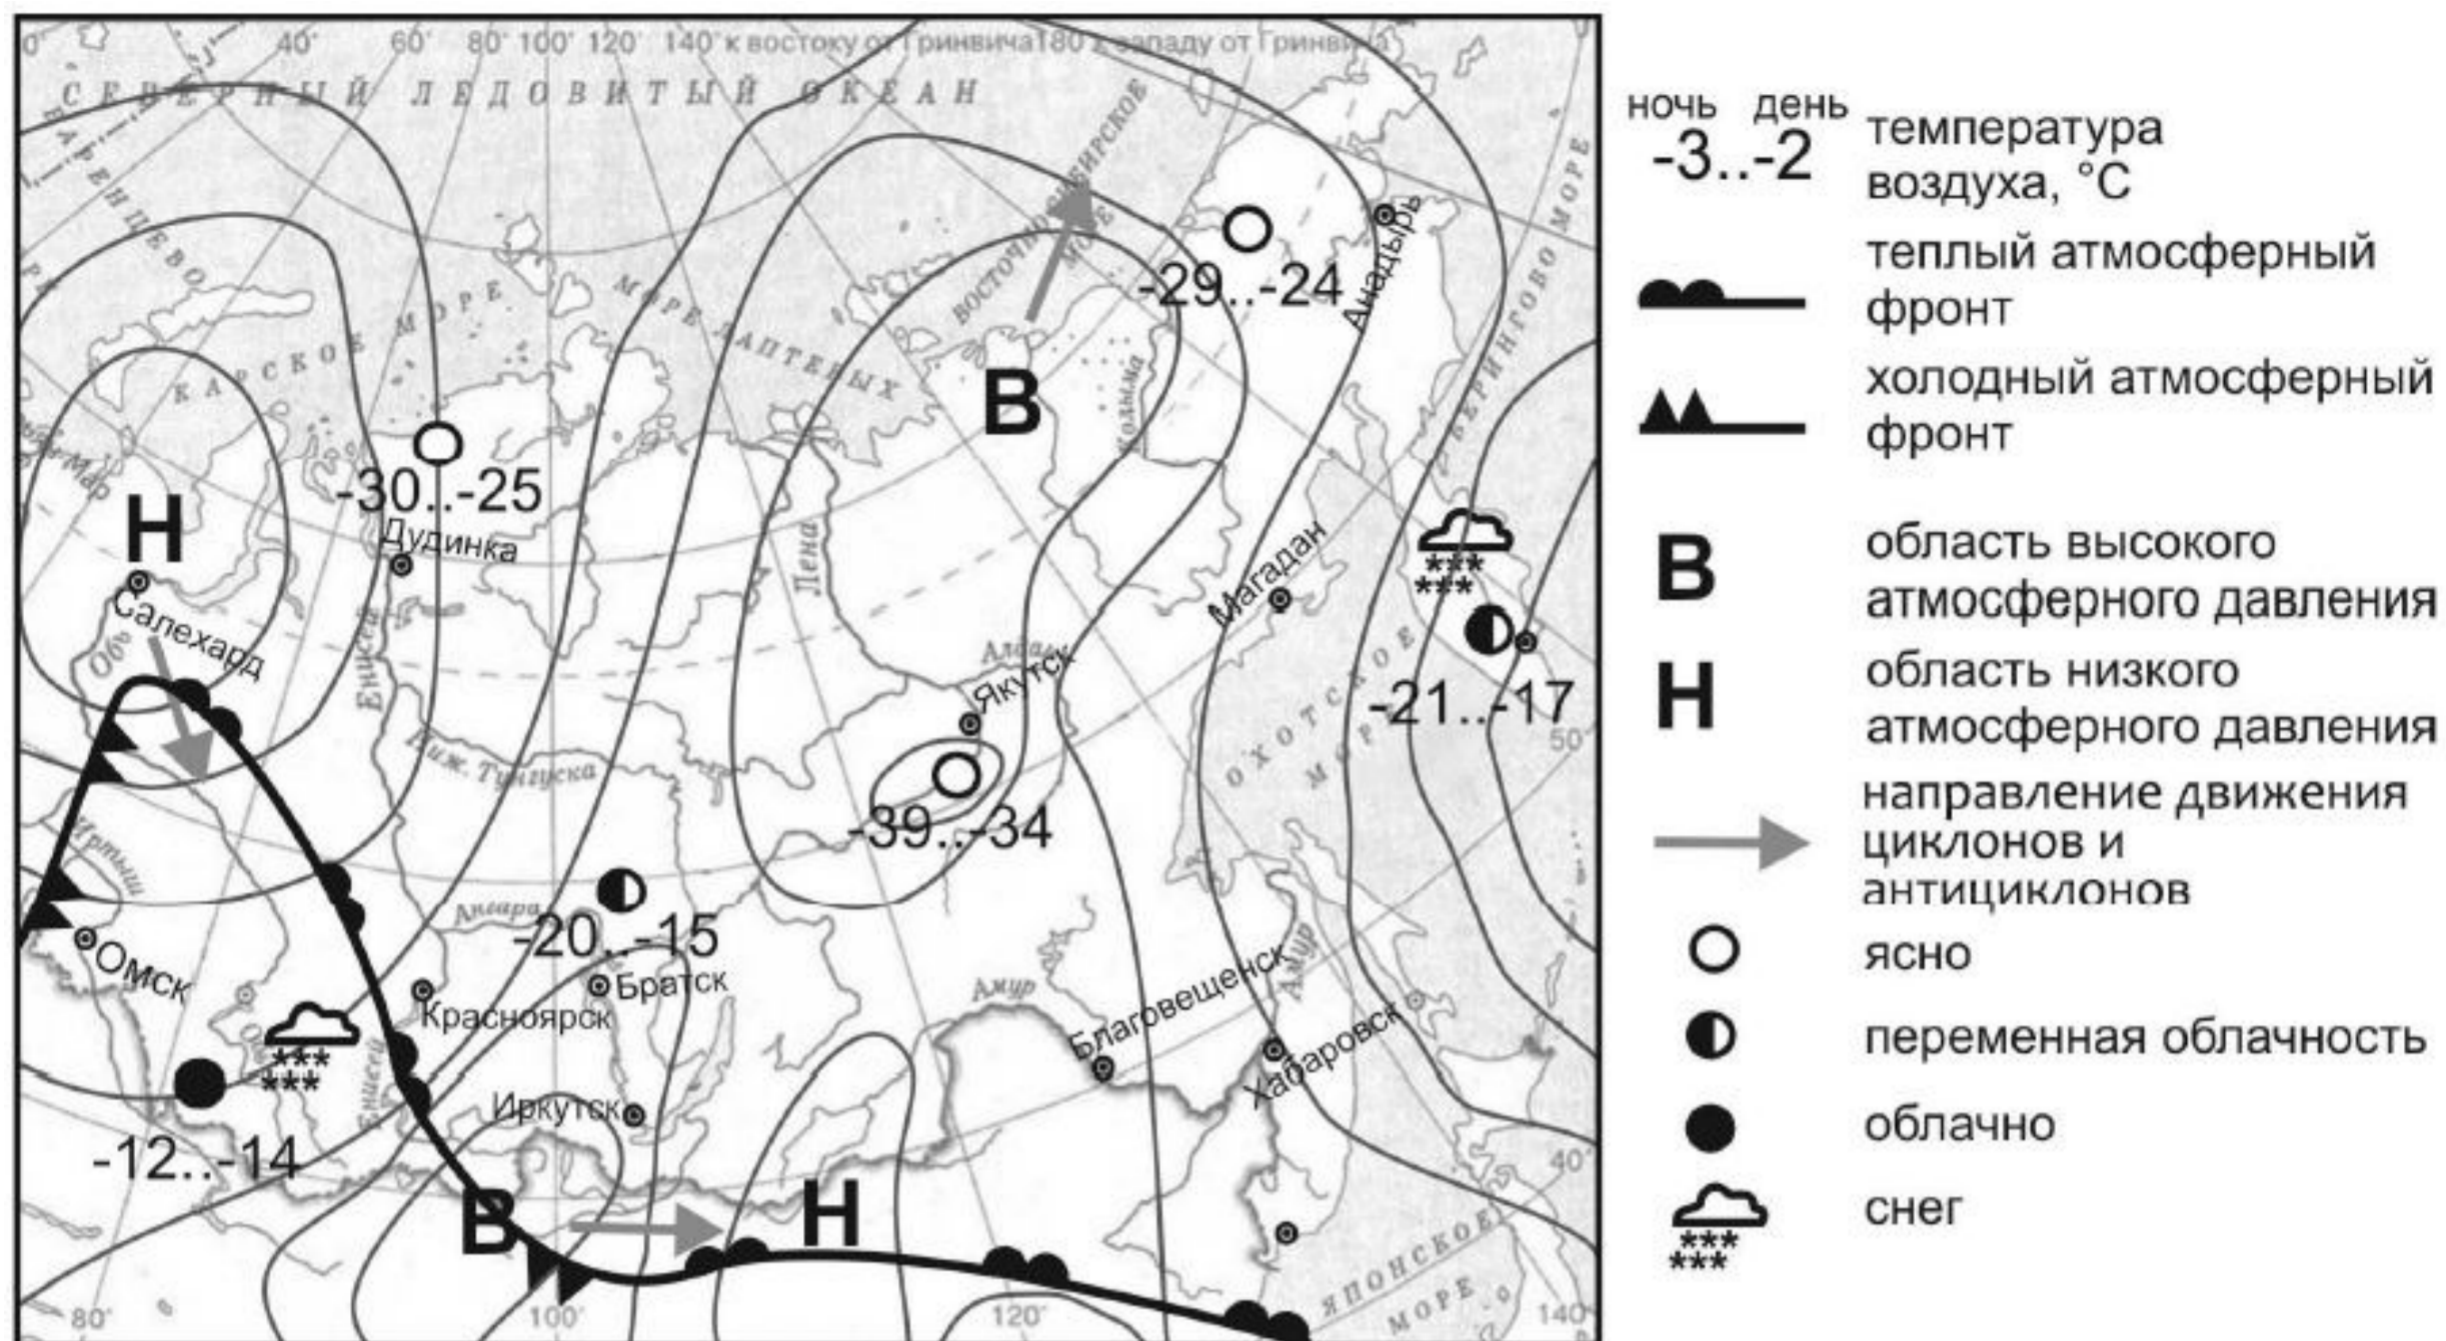 0°
40°
60°
80°
100°
120°
140° к востоку от Гринвича
180
к западу от Гринвича
СЕВЕРНЫЙ ЛЕДОВИТЫЙ ОКЕАН
БАРЕНЦЕВО
КАРСКОЕ МОРЕ
МОРЕ ЛАПТЕВЫХ
ВОСТОЧНО-СИБИРСКОЕ
МОРЕ
БЕРИНГОВО МОРЕ
-29..-24
Анадырь
В
Колыма
-30..-25
Дудинка
Н
Салехард
Обь
Енисей
Лена
Магадан
Алдан
Якутск
-21..-17
ОХОТСКОЕ
МОРЕ
50°
Ниж. Тунгуска
-39..-34
Иртыш
Ангара
-20..-15
Омск
Красноярск
Братск
Амур
Благовещенск
Амур
Хабаровск
Обь
Енисей
Иркутск
-12..-14
40°
В
Н
ЯПОНСКОЕ
МОРЕ
80°
100°
120°
140°
ночь день
-3..-2
температура
воздуха, °С
теплый атмосферный
фронт
холодный атмосферный
фронт
В
область высокого
атмосферного давления
Н
область низкого
атмосферного давления
направление движения
циклонов и
антициклонов
ясно
переменная облачность
облачно
снег